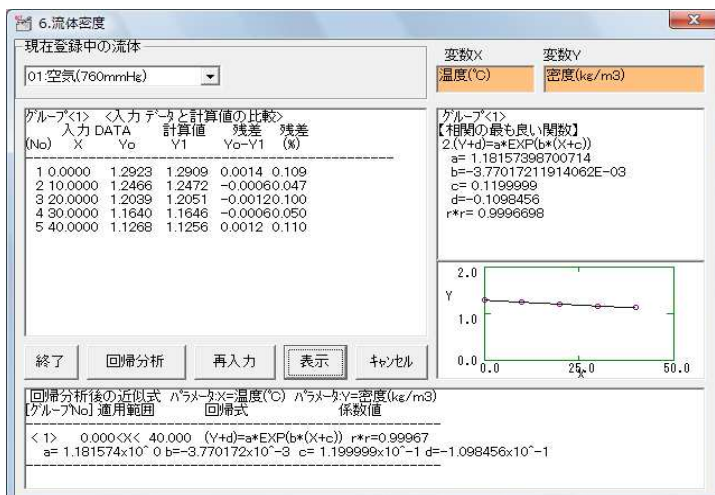 6.流体密度
現在登録中の流体
01:空気(760mmHg)
変数X 変数Y
温度(℃) 密度(kg/m3)
グループ<1> <入力データと計算値の比較>
入力 DATA 計算値 残差 残差
(No) X Yo Y1 Yo-Y1 (%)
1 0.0000 1.2923 1.2909 0.0014 0.109
2 10.0000 1.2466 1.2472 -0.00060.047
3 20.0000 1.2039 1.2051 -0.00120.100
4 30.0000 1.1640 1.1646 -0.00060.050
5 40.0000 1.1268 1.1256 0.0012 0.110
グループ<1>
【相関の最も良い関数】
2.(Y+d)=a*EXP(b*(X+c))
a= 1.18157398700714
b=-3.77017211914062E-03
c= 0.1199999
d=-0.1098456
r*r= 0.9996698
2.0
Y
1.0
0.0
0.0 25.0 50.0
X
終了 回帰分析 再入力 表示 キャンセル
回帰分析後の近似式 パラメータX=温度(℃) パラメータY=密度(kg/m3)
[グループNo] 適用範囲 回帰式 係数値
< 1> 0.000<X< 40.000 (Y+d)=a*EXP(b*(X+c)) r*r=0.99967
a= 1.181574x10^ 0 b=-3.770172x10^-3 c= 1.199999x10^-1 d=-1.098456x10^-1